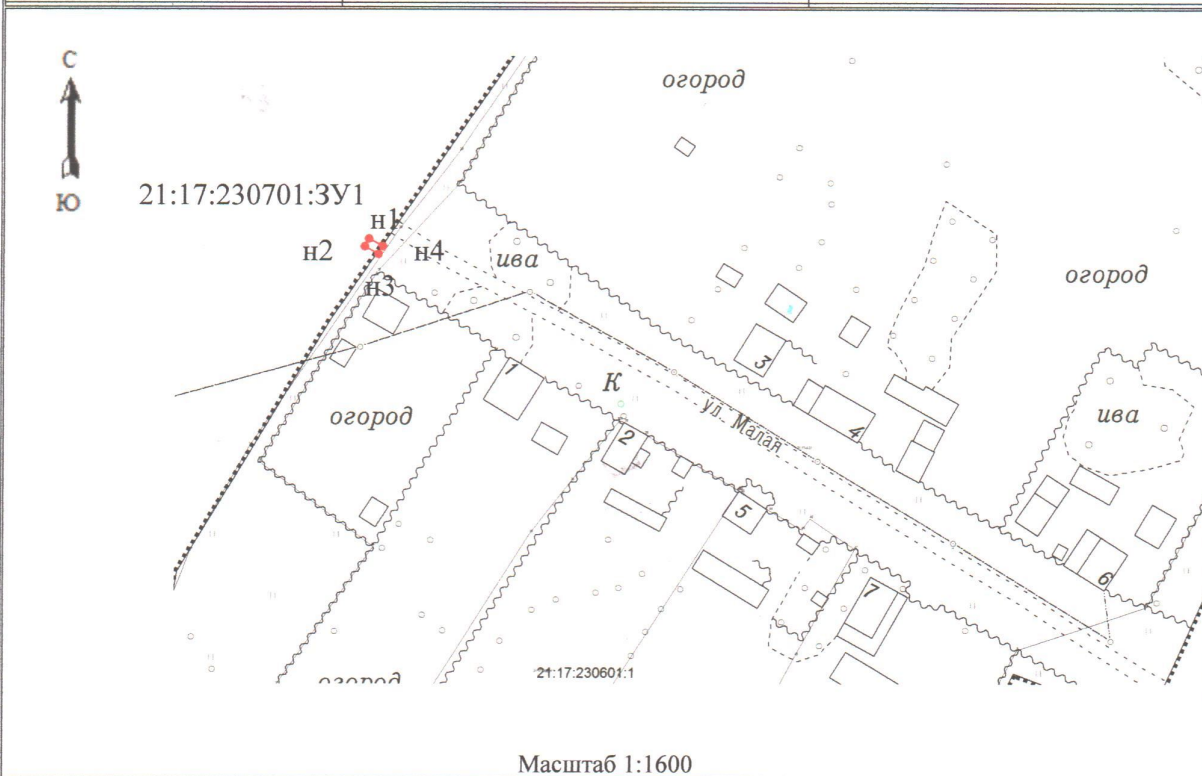 С
огород
Ю
21:17:230701:ЗУ1
н1
н2
н4
ива
огород
н3
3
1
К
огород
ул. Малая
ива
4
2
5
6
7
огород
21:17:230601:1
Масштаб 1:1600